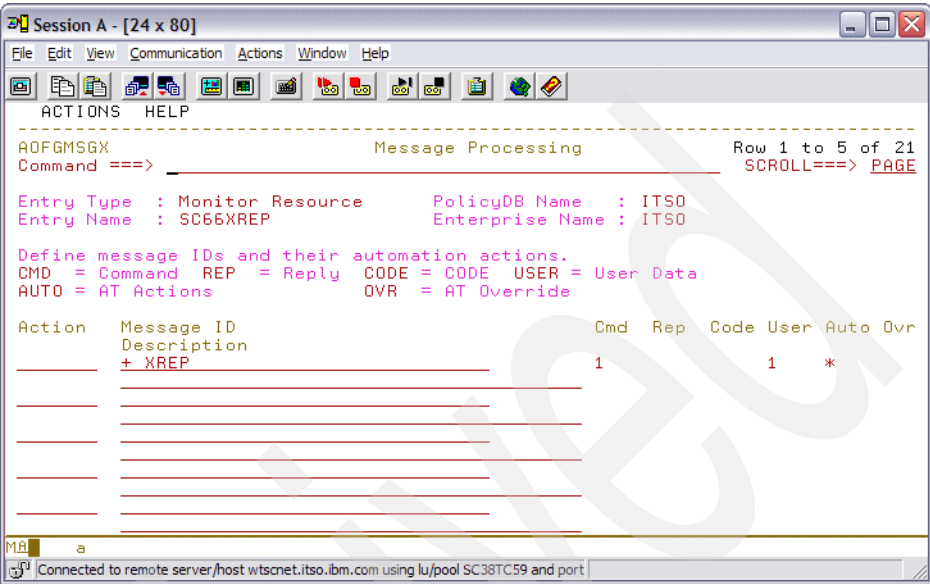 Session A - [24 x 80]
File Edit View Communication Actions Window Help
ACTIONS HELP
AOFGMSGX Message Processing Row 1 to 5 of 21
Command ===> SCROLL===> PAGE
Entry Type : Monitor Resource PolicyDB Name : ITSO
Entry Name : SC66XREP Enterprise Name : ITSO
Define message IDs and their automation actions.
CMD = Command REP = Reply CODE = CODE USER = User Data
AUTO = AT Actions OVR = AT Override
Action Message ID Cmd Rep Code User Auto Ovr
Description
+ XREP 1 1 *
MA a
Connected to remote server/host wtscnet.itso.ibm.com using lu/pool SC38TC59 and port